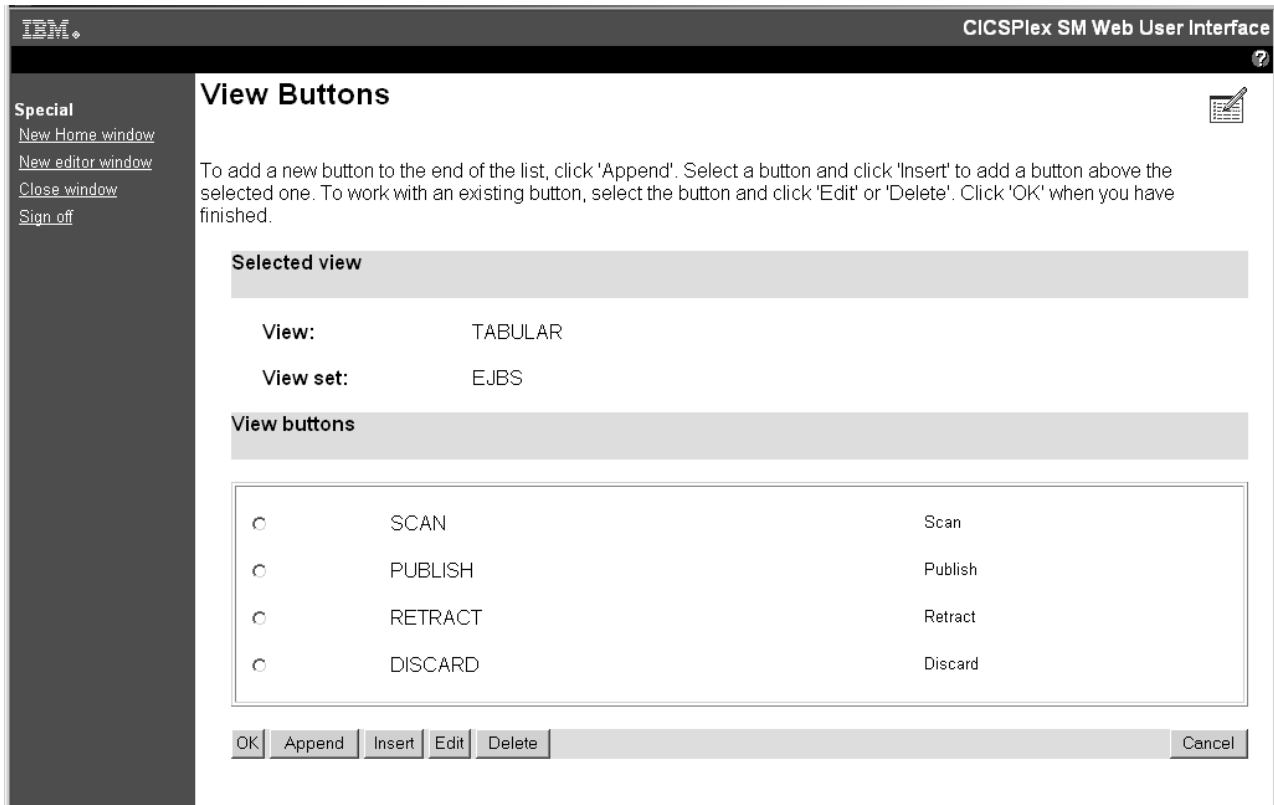 IBM.
CICSPlex SM Web User Interface
?
Special
New Home window
New editor window
Close window
Sign off
View Buttons
To add a new button to the end of the list, click 'Append'. Select a button and click 'Insert' to add a button above the
selected one. To work with an existing button, select the button and click 'Edit' or 'Delete'. Click 'OK' when you have
finished.
Selected view
View: TABULAR
View set: EJBS
View buttons
SCAN Scan
PUBLISH Publish
RETRACT Retract
DISCARD Discard
OK Append Insert Edit Delete Cancel